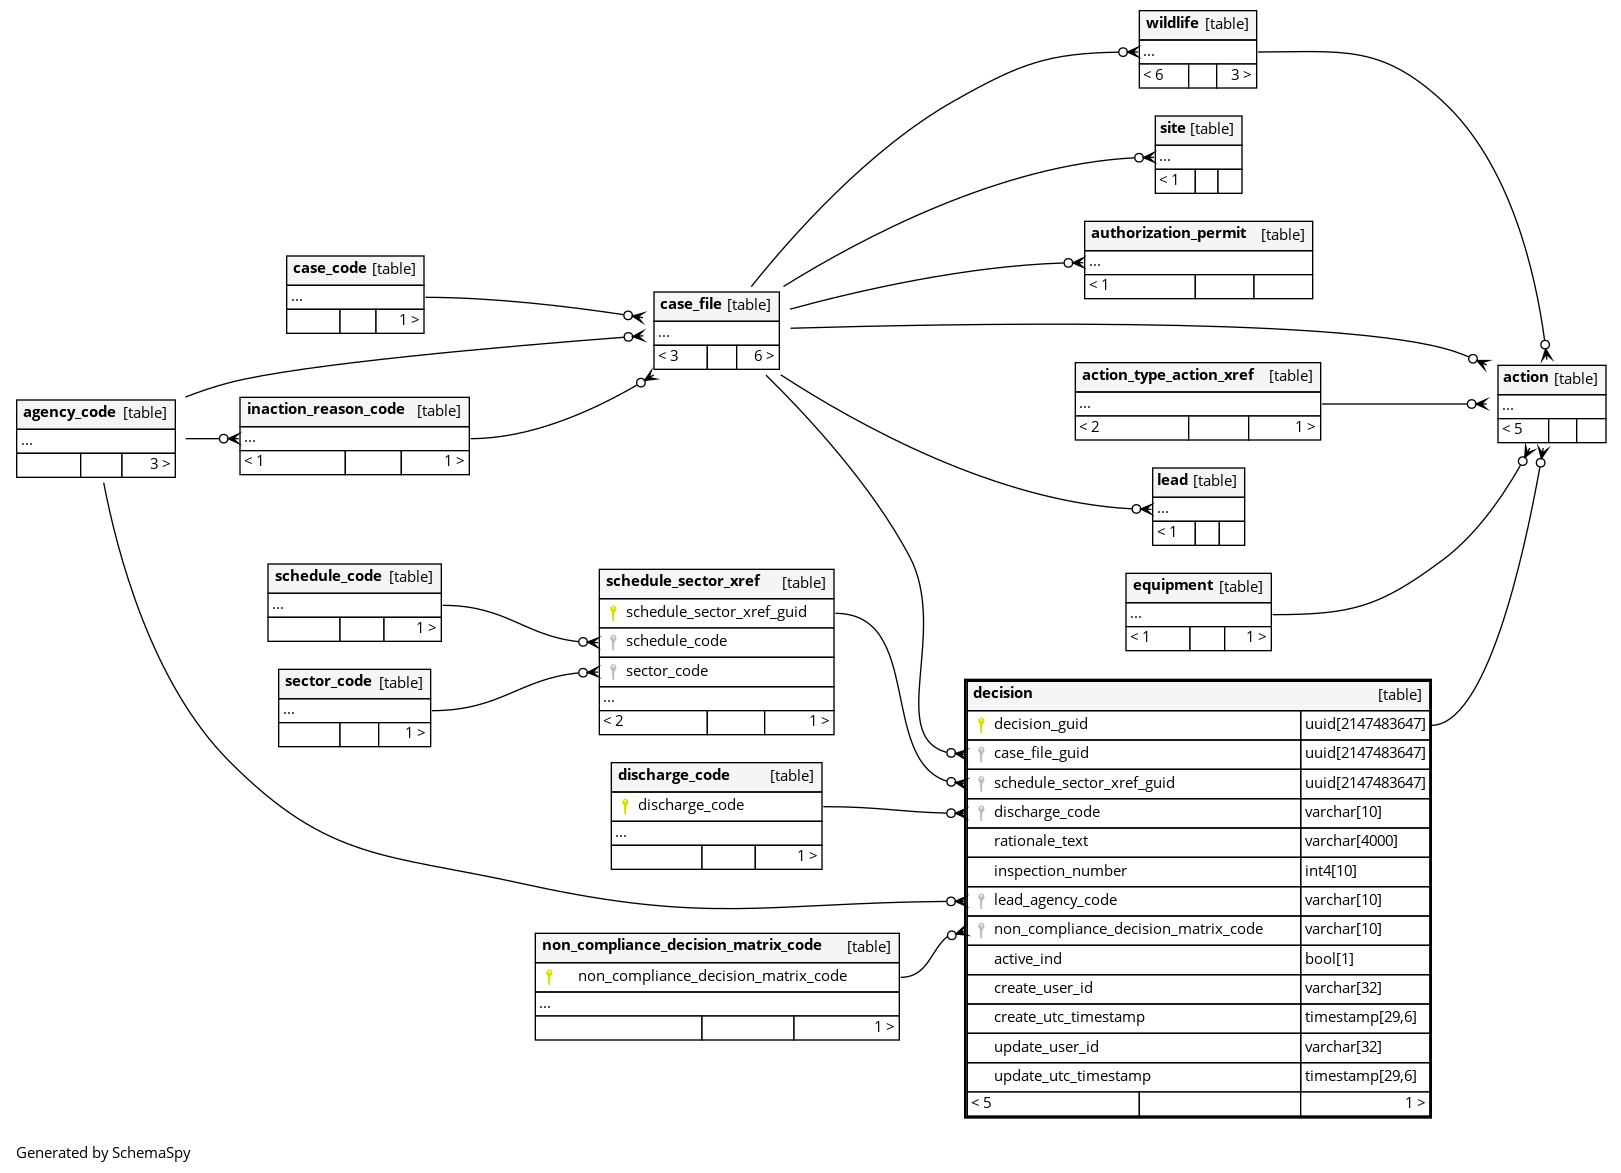 wildlife [table]
...
< 6 3 >
site [table]
...
< 1
authorization_permit [table]
...
< 1
case_code [table]
...
1 >
case_file [table]
...
< 3 6 >
action_type_action_xref [table]
...
< 2 1 >
action [table]
...
< 5
agency_code [table]
...
3 >
inaction_reason_code [table]
...
< 1 1 >
lead [table]
...
< 1
schedule_code [table]
...
1 >
schedule_sector_xref [table]
schedule_sector_xref_guid
schedule_code
sector_code
...
< 2 1 >
equipment [table]
...
< 1 1 >
sector_code [table]
...
1 >
decision [table]
decision_guid uuid[2147483647]
case_file_guid uuid[2147483647]
schedule_sector_xref_guid uuid[2147483647]
discharge_code varchar[10]
rationale_text varchar[4000]
inspection_number int4[10]
lead_agency_code varchar[10]
non_compliance_decision_matrix_code varchar[10]
active_ind bool[1]
create_user_id varchar[32]
create_utc_timestamp timestamp[29,6]
update_user_id varchar[32]
update_utc_timestamp timestamp[29,6]
< 5 1 >
discharge_code [table]
discharge_code
...
1 >
non_compliance_decision_matrix_code [table]
non_compliance_decision_matrix_code
...
1 >
Generated by SchemaSpy